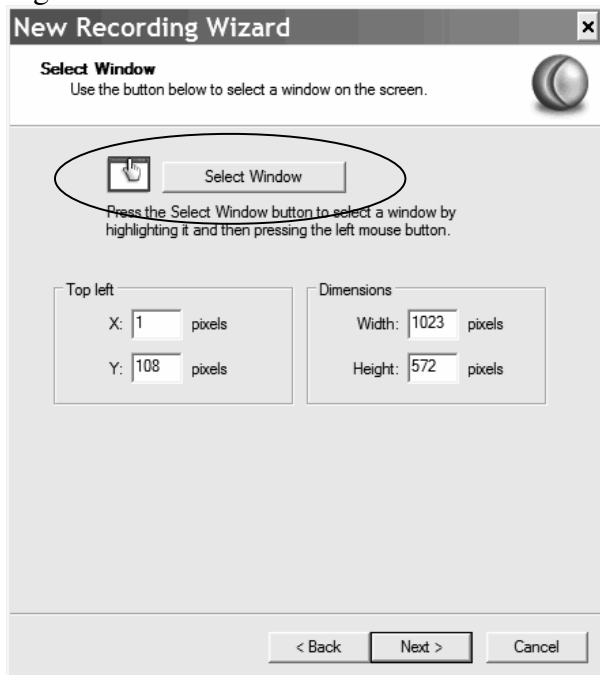 New Recording Wizard
Select Window
Use the button below to select a window on the screen.
Select Window
Press the Select Window button to select a window by
highlighting it and then pressing the left mouse button.
Top left
X: 1 pixels
Y: 108 pixels
Dimensions
Width: 1023 pixels
Height: 572 pixels
< Back Next > Cancel